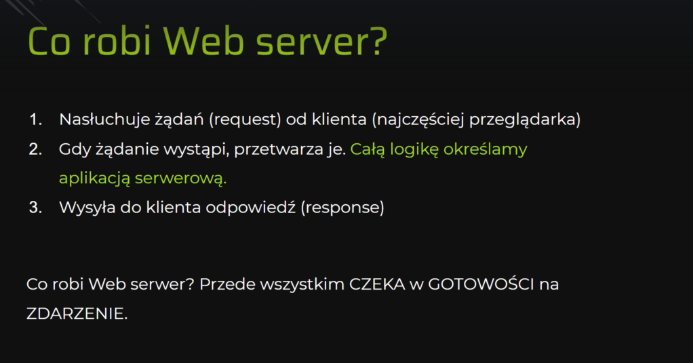 Co robi Web server?
1. Nasłuchuje żądań (request) od klienta (najczęściej przeglądarka)
2. Gdy żądanie wystąpi, przetwarza je. Całą logikę określamy
aplikacją serwerową.
3. Wysyła do klienta odpowiedź (response)
Co robi Web serwer? Przede wszystkim CZEKA w GOTOWOŚCI na
ZDARZENIE.